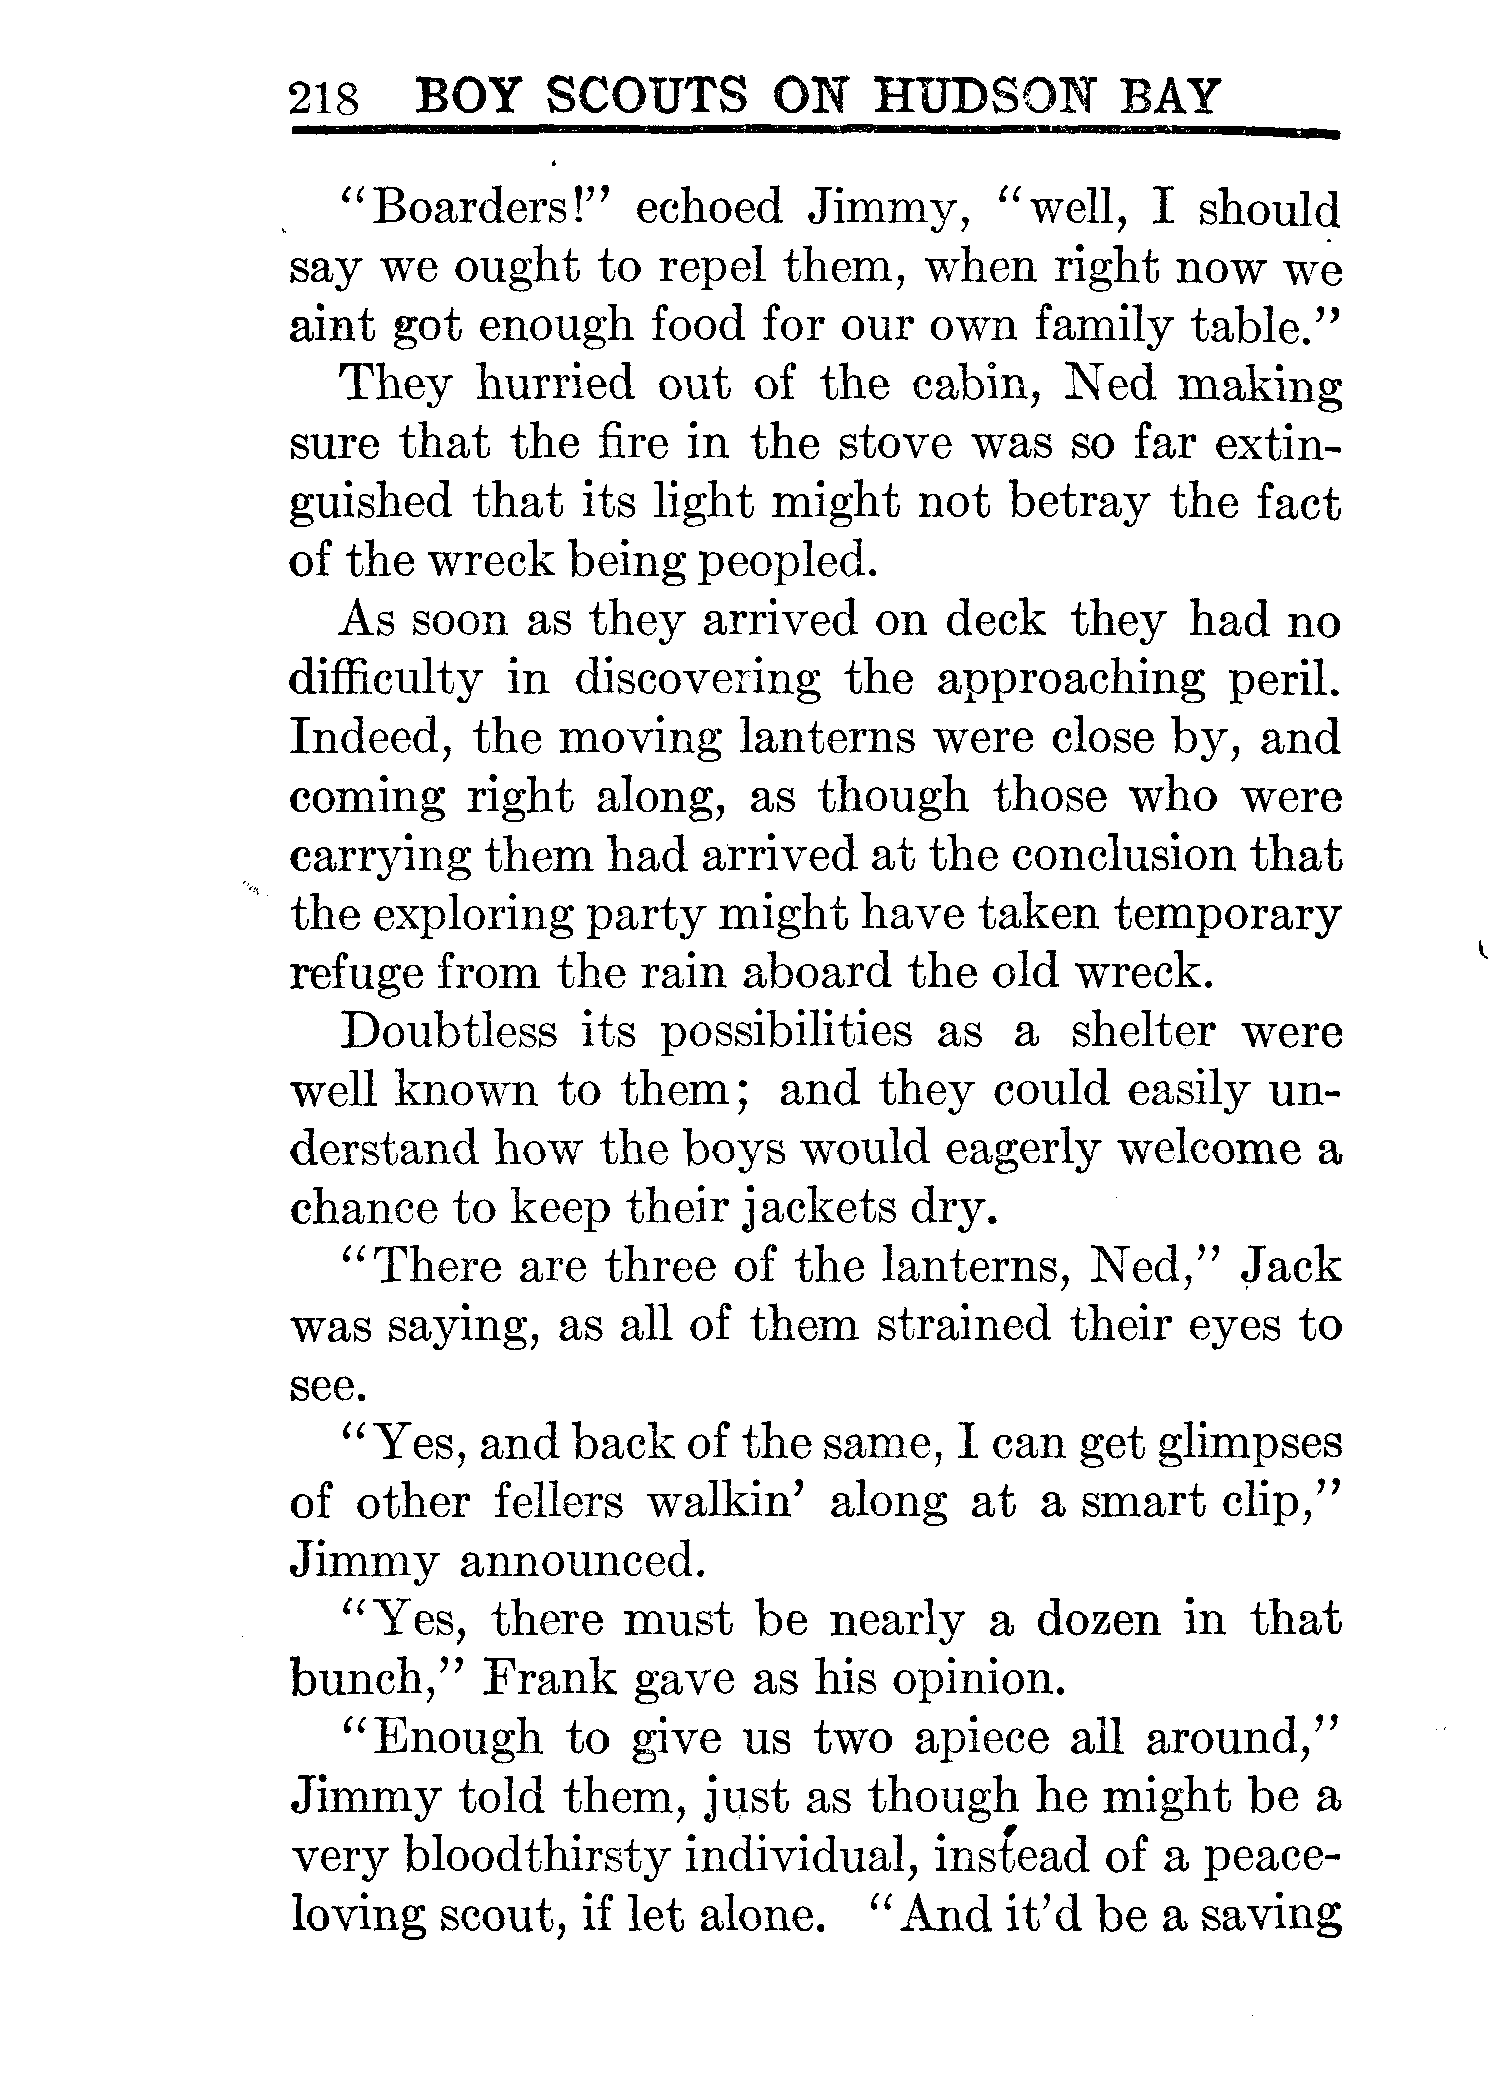 218 BOY SCOUTS ON HUDSON BAY
"Boarders!" echoed Jimmy, "well, I should
say we ought to repel them, when right now we
aint got enough food for our own family table."
They hurried out of the cabin, Ned making
sure that the fire in the stove was so far extin-
guished that its light might not betray the fact
of the wreck being peopled.
As soon as they arrived on deck they had no
difficulty in discovering the approaching peril.
Indeed, the moving lanterns were close by, and
coming right along, as though those who were
carrying them had arrived at the conclusion that
the exploring party might have taken temporary
refuge from the rain aboard the old wreck.
Doubtless its possibilities as a shelter were
well known to them; and they could easily un-
derstand how the boys would eagerly welcome a
chance to keep their jackets dry.
"There are three of the lanterns, Ned," Jack
was saying, as all of them strained their eyes to
see.
"Yes, and back of the same, I can get glimpses
of other fellers walkin' along at a smart clip,"
Jimmy announced.
"Yes, there must be nearly a dozen in that
bunch," Frank gave as his opinion.
"Enough to give us two apiece all around,"
Jimmy told them, just as though he might be a
very bloodthirsty individual, instead of a peace-
loving scout, if let alone. "And it'd be a saving